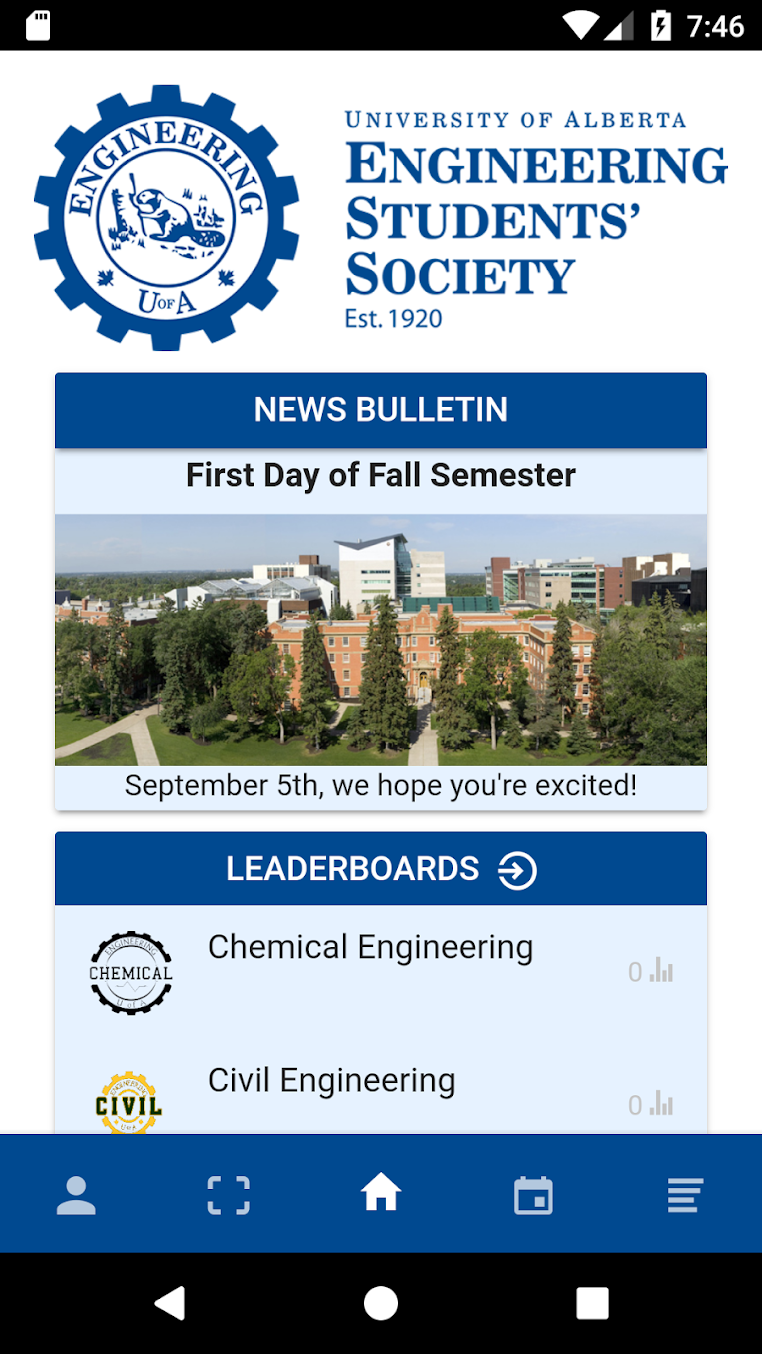 7:46
ENGINEERING
U OF A
UNIVERSITY OF ALBERTA
ENGINEERING
STUDENTS'
SOCIETY
Est. 1920
NEWS BULLETIN
First Day of Fall Semester
September 5th, we hope you're excited!
LEADERBOARDS
ENGINEERING
CHEMICAL
U of A
Chemical Engineering
0
ENGINEERING
CIVIL
U of A
Civil Engineering
0